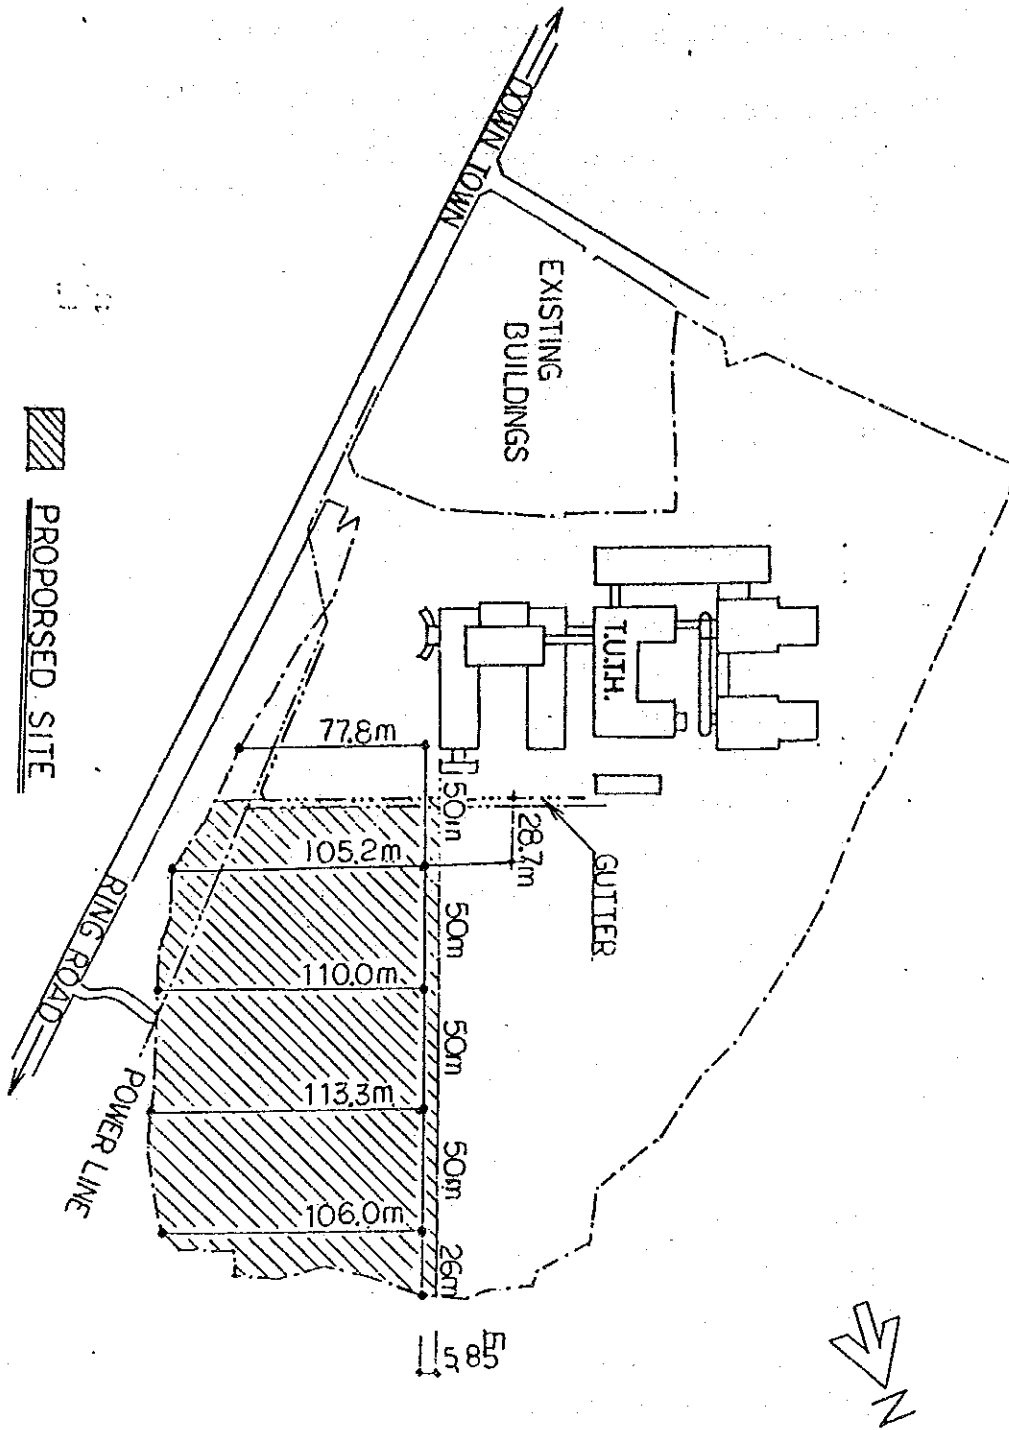 DOWN TOWN
EXISTING
BUILDINGS
T.U.T.H.
PROPORSED SITE
77.8m
50m
28.7m
GUTTER
105.2m
50m
110.0m
50m
113.3m
50m
106.0m
26m
RING ROAD
POWER LINE
5.85m
N